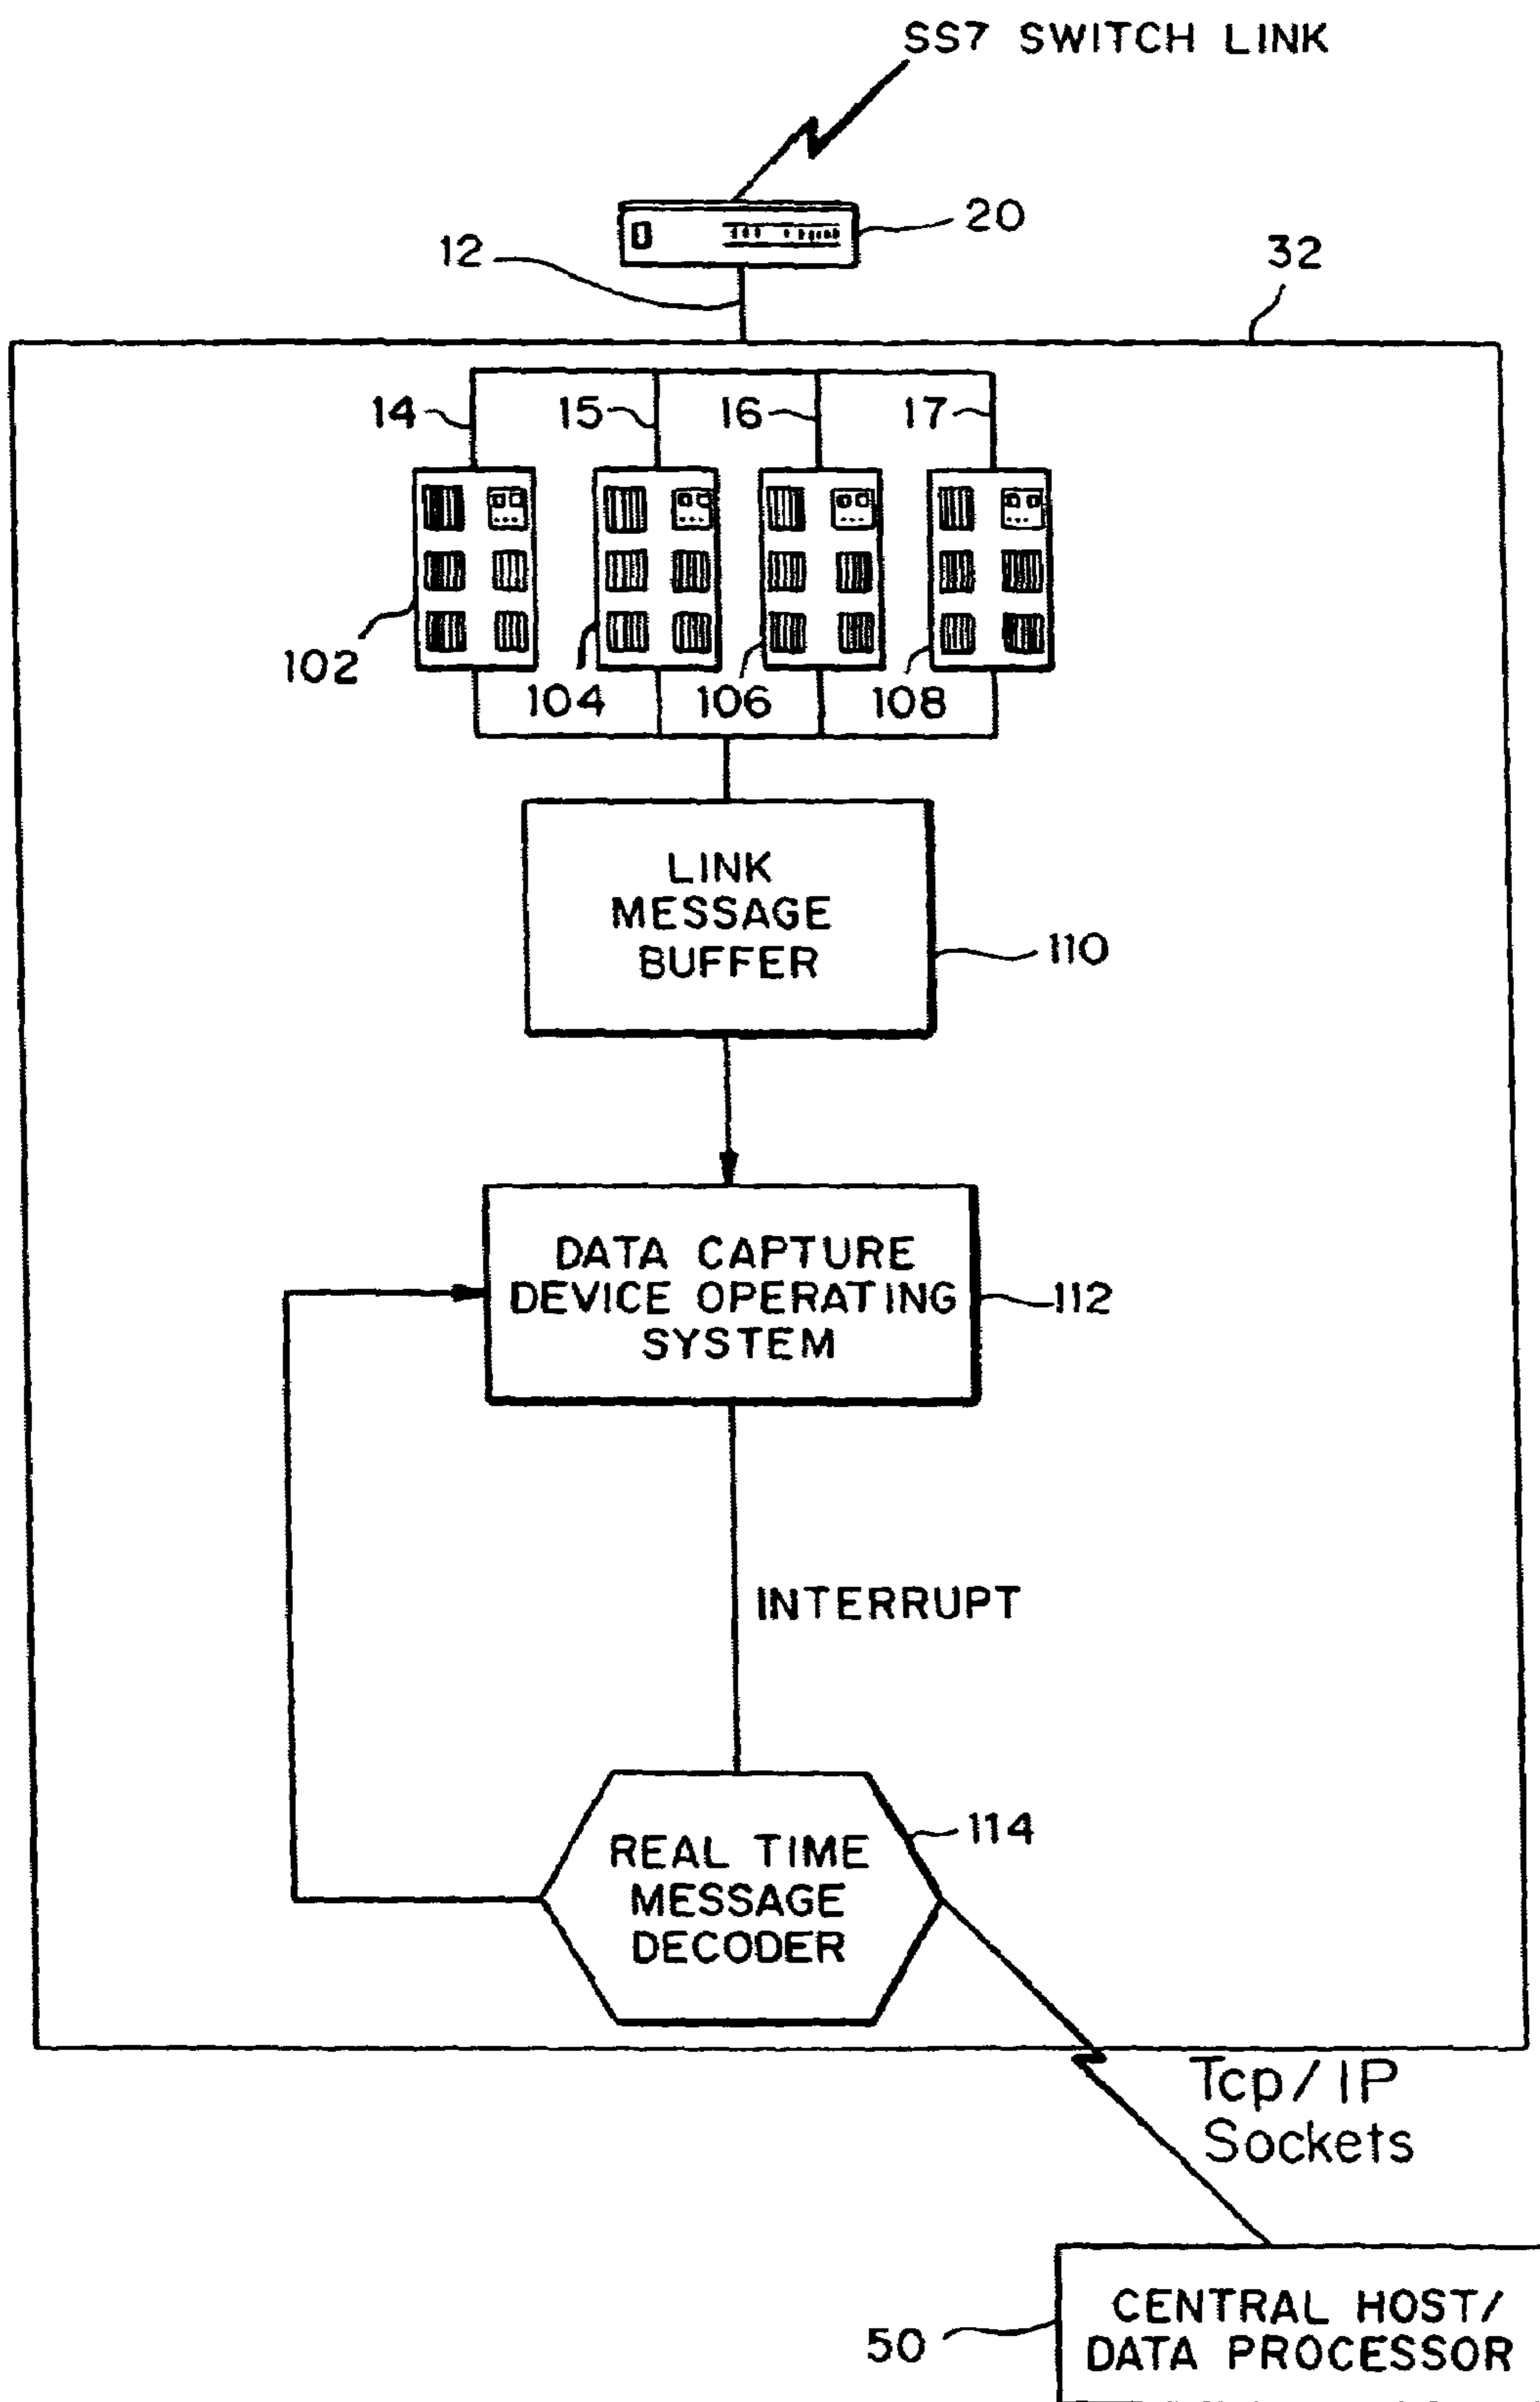 SS7 SWITCH LINK
20
12
32
14
15
16
17
102
104
106
108
LINK
MESSAGE
BUFFER
110
DATA CAPTURE
DEVICE OPERATING
SYSTEM
112
INTERRUPT
REAL TIME
MESSAGE
DECODER
114
Tcp/IP
Sockets
CENTRAL HOST/
DATA PROCESSOR
50